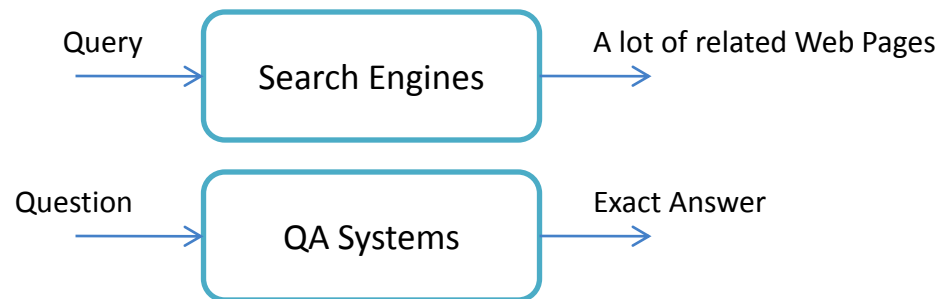 Query
Search Engines
A lot of related Web Pages
Question
QA Systems
Exact Answer